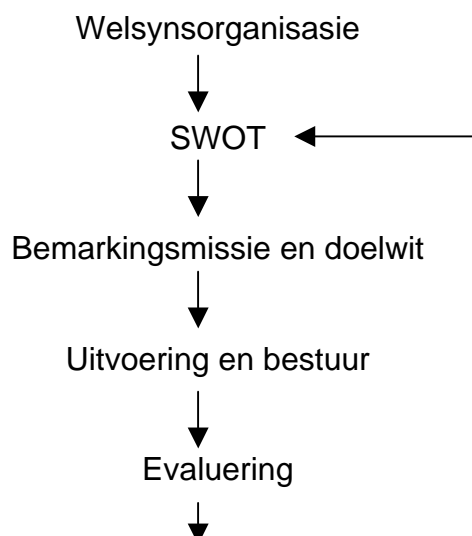 Welsynsorganisasie
SWOT
Bemarkingsmissie en doelwit
Uitvoering en bestuur
Evaluering